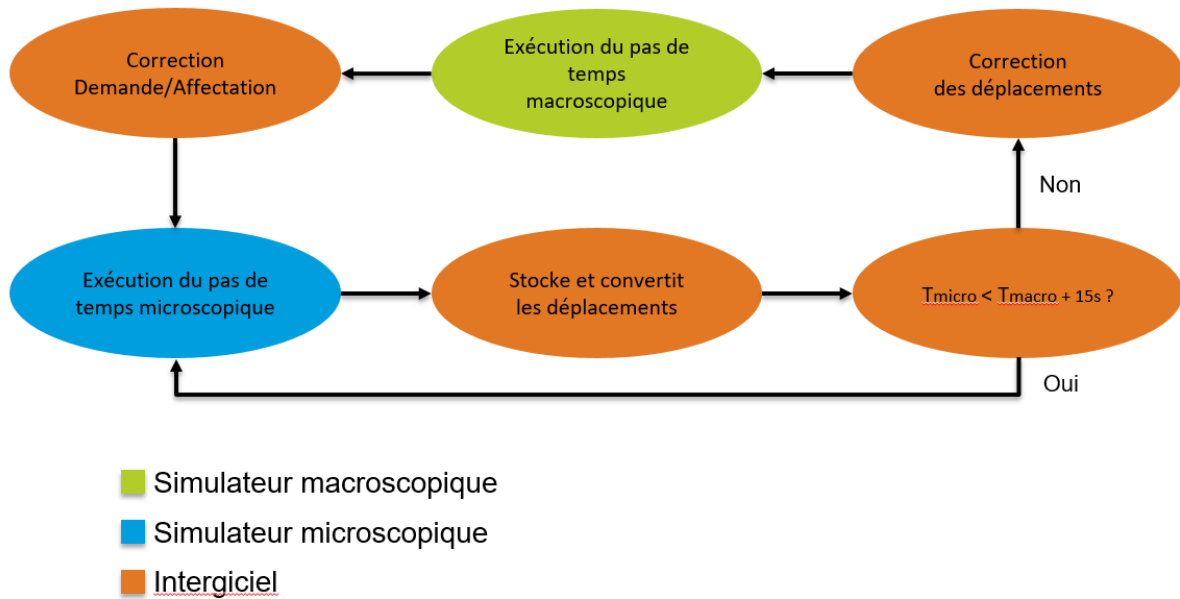 Correction
Demande/Affectation
Exécution du pas de
temps
macroscopique
Correction
des déplacements
Non
Exécution du pas de
temps microscopique
Stocke et convertit
les déplacements
Tmicro < Tmacro + 15s ?
Oui
Simulateur macroscopique
Simulateur microscopique
Intergiciel